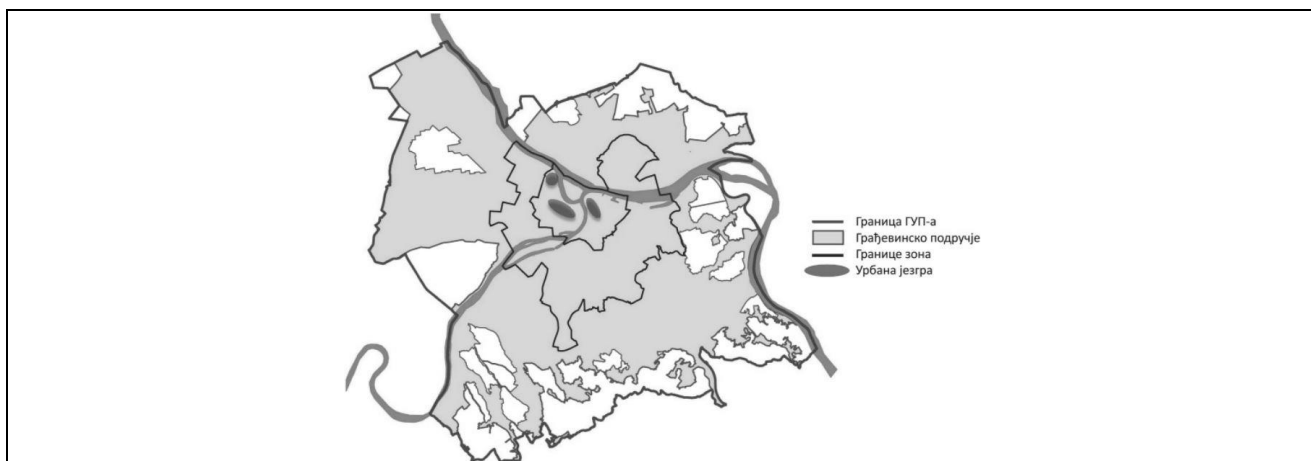 Граница ГУП-а
Грађевинско подручје
Границе зона
Урбана језгра